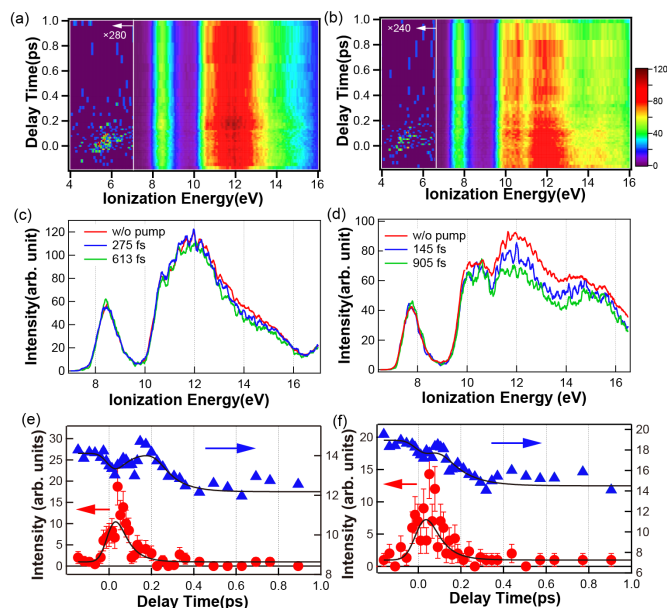 (a)
×280
Delay Time(ps)
1.0
0.8
0.6
0.4
0.2
0.0
4 6 8 10 12 14 16
Ionization Energy(eV)
(b)
×240
Delay Time(ps)
1.0
0.8
0.6
0.4
0.2
0.0
4 6 8 10 12 14 16
Ionization Energy(eV)
120
80
40
0
(c)
w/o pump
275 fs
613 fs
Intensity(arb. unit)
120
100
80
60
40
20
0
8 10 12 14 16
Ionization Energy(eV)
(d)
w/o pump
145 fs
905 fs
Intensity(arb. unit)
100
80
60
40
20
0
8 10 12 14 16
Ionization Energy (eV)
(e)
Intensity (arb. units)
30
25
20
15
10
5
0
14
12
10
8
0.0 0.2 0.4 0.6 0.8 1.0
Delay Time(ps)
(f)
Intensity (arb. units)
20
15
10
5
0
20
18
16
14
12
10
8
0.0 0.2 0.4 0.6 0.8 1.0
Delay Time(ps)